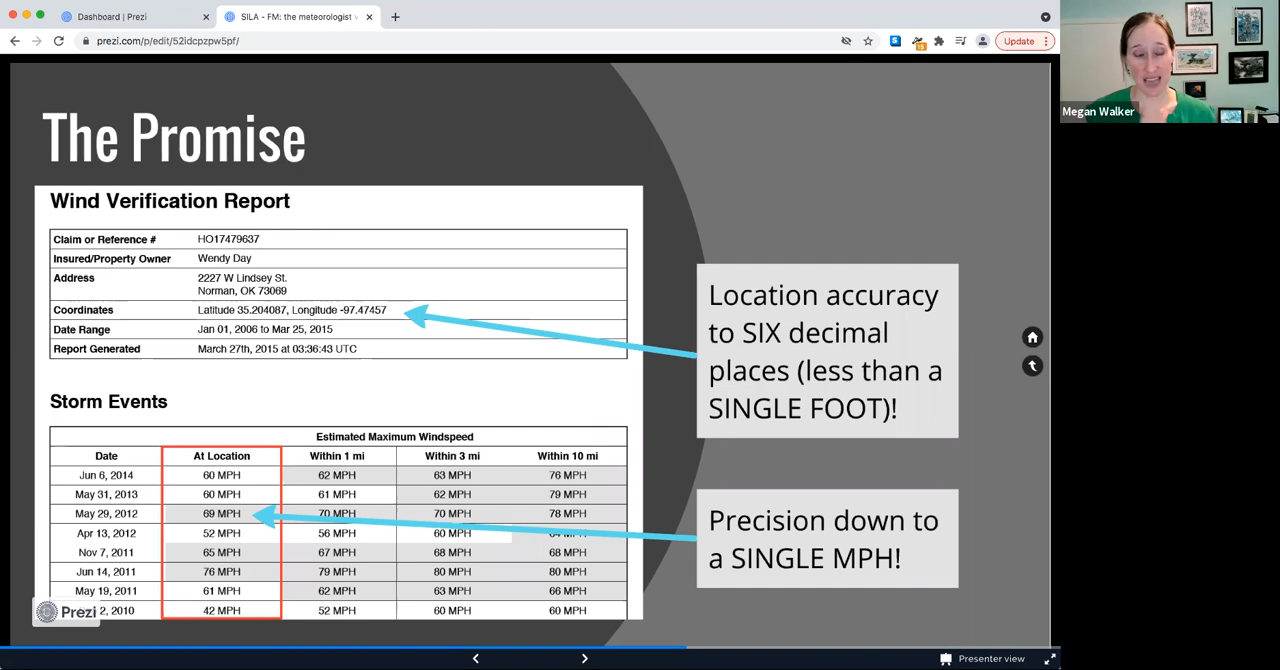 Dashboard | Prezi
SILA - FM: the meteorologist v
prezi.com/p/edit/52idcpzpw5pf/
15
Update
Megan Walker
The Promise
Wind Verification Report
Claim or Reference # HO17479637
Insured/Property Owner Wendy Day
Address 2227 W Lindsey St.
Norman, OK 73069
Coordinates Latitude 35.204087, Longitude -97.47457
Date Range Jan 01, 2006 to Mar 25, 2015
Report Generated March 27th, 2015 at 03:36:43 UTC
Storm Events
Estimated Maximum Windspeed
Date At Location Within 1 mi Within 3 mi Within 10 mi
Jun 6, 2014 60 MPH 62 MPH 63 MPH 76 MPH
May 31, 2013 60 MPH 61 MPH 62 MPH 79 MPH
May 29, 2012 69 MPH 70 MPH 70 MPH 78 MPH
Apr 13, 2012 52 MPH 56 MPH 60 MPH
Nov 7, 2011 65 MPH 67 MPH 68 MPH 68 MPH
Jun 14, 2011 76 MPH 79 MPH 80 MPH 80 MPH
May 19, 2011 61 MPH 62 MPH 63 MPH 66 MPH
2, 2010 42 MPH 52 MPH 60 MPH 60 MPH
Prezi
Location accuracy
to SIX decimal
places (less than a
SINGLE FOOT)!
Precision down to
a SINGLE MPH!
Presenter view